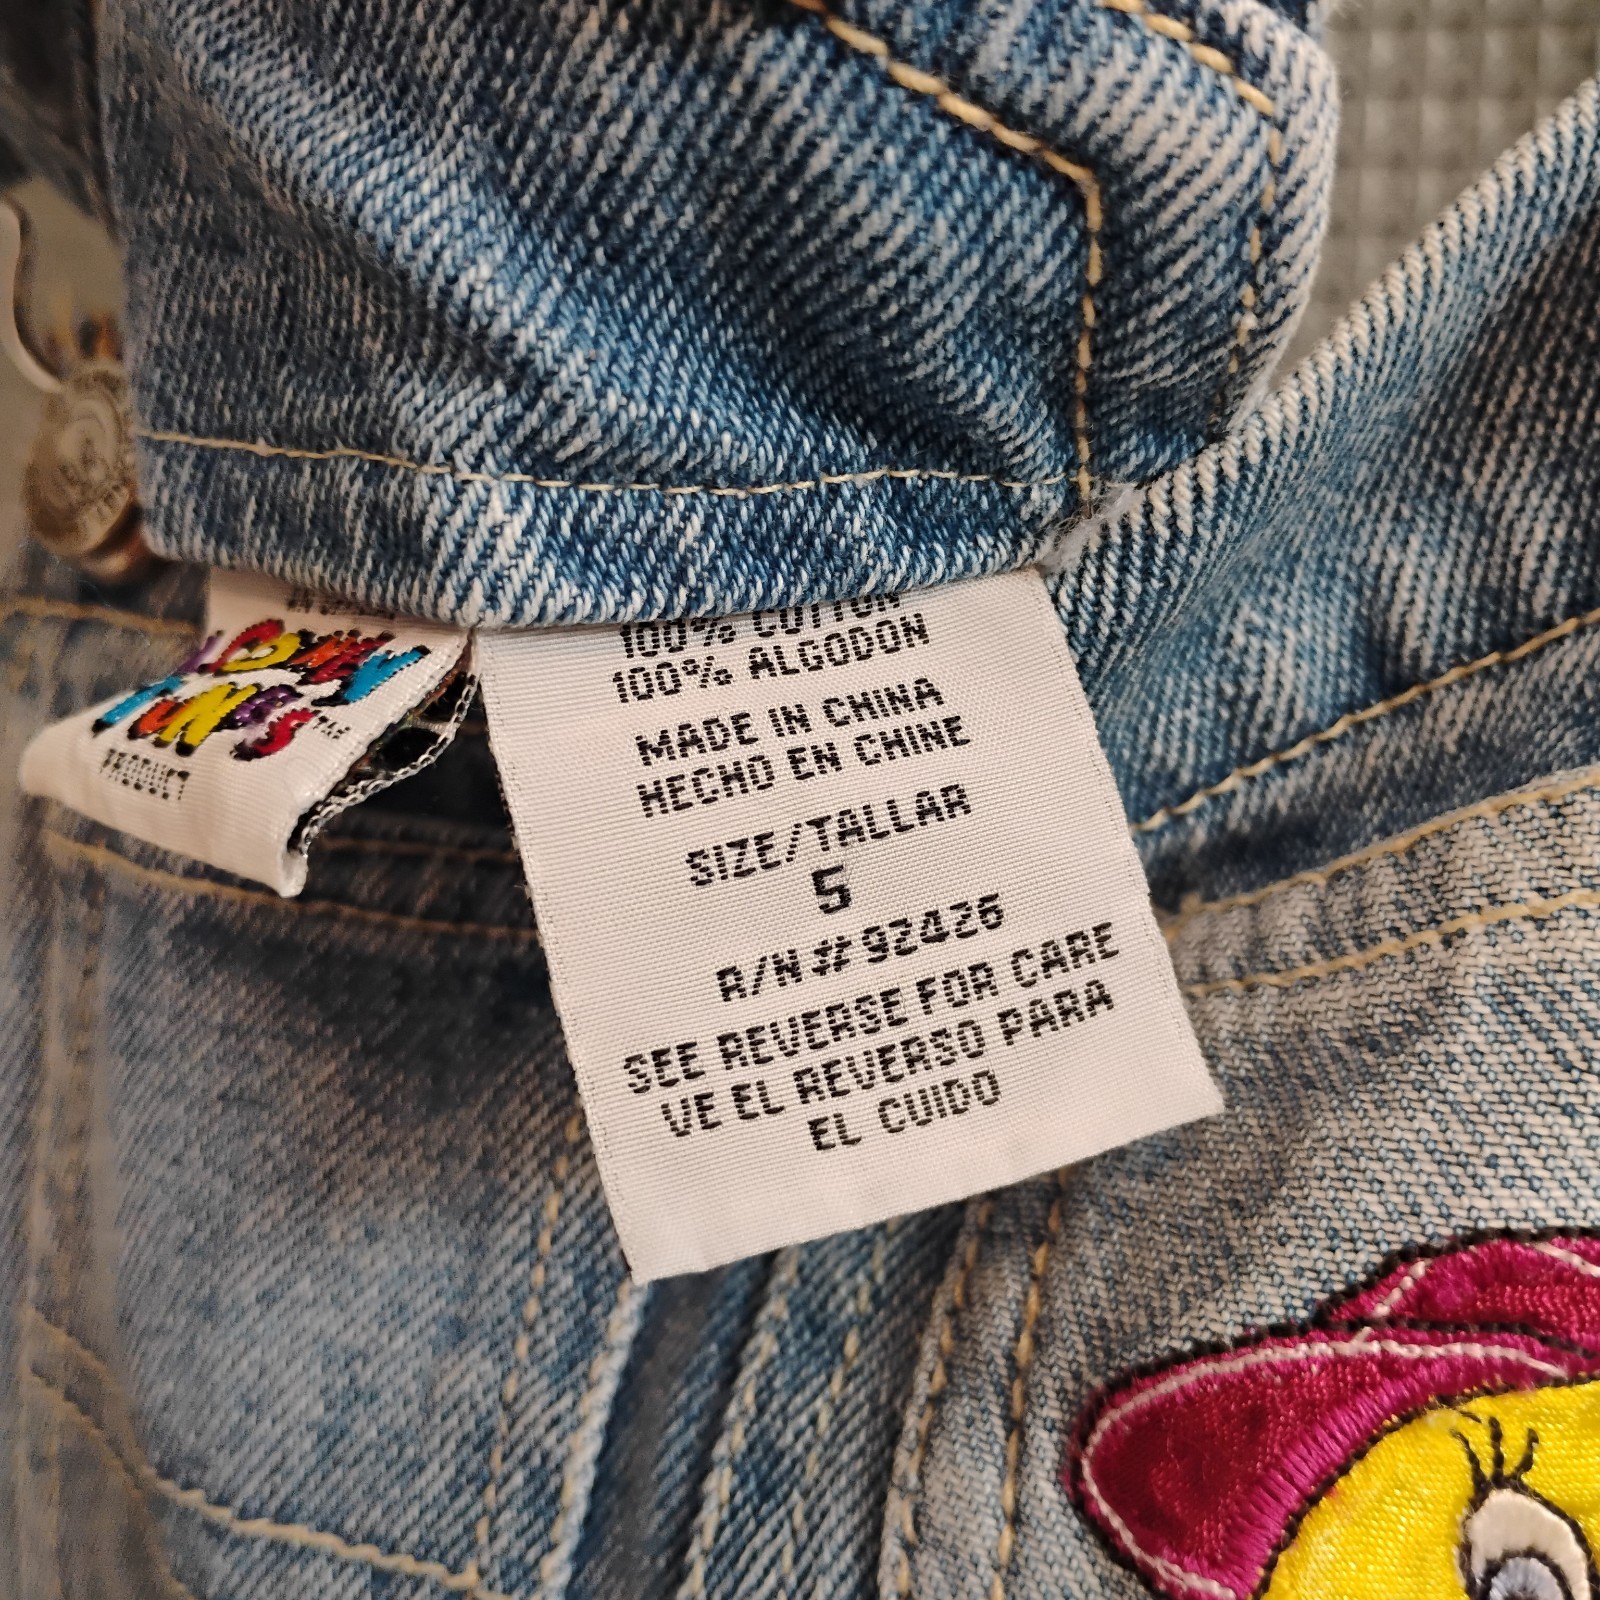 LOONEY
TUNES
PRODUCT
100% COTTON
100% ALGODON
MADE IN CHINA
HECHO EN CHINE
SIZE/TALLAR
5
R/N# 92426
SEE REVERSE FOR CARE
VE EL REVERSO PARA
EL CUIDO